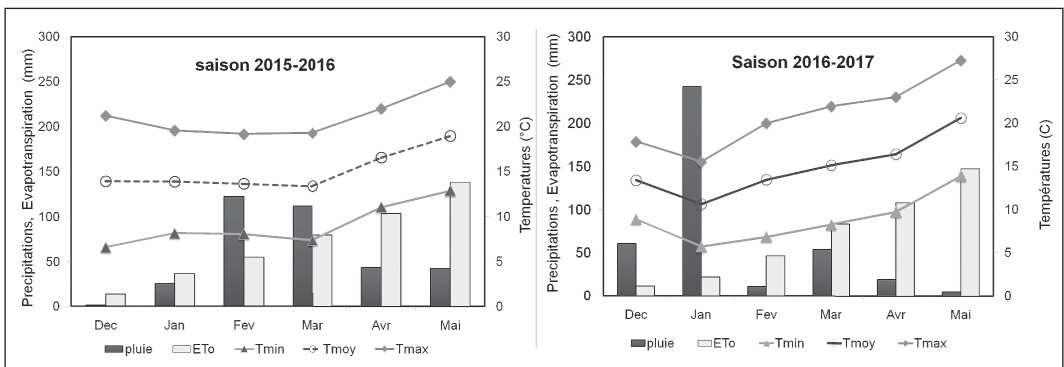 saison 2015-2016
Precipitations, Evapotranspiration (mm)
300
250
200
150
100
50
0
30
25
20
15
10
5
0
Temperatures (°C)
Dec Jan Fev Mar Avr Mai
pluie ETo Tmin Tmoy Tmax
Saison 2016-2017
Precipitations , Evapotranspiration (mm)
300
250
200
150
100
50
0
30
25
20
15
10
5
0
Températures (C)
Dec Jan Fev Mar Avr Mai
pluie ETo Tmin Tmoy Tmax